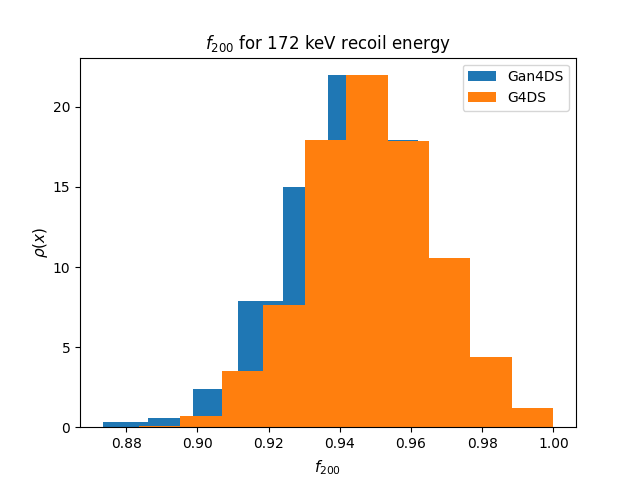 f₂₀₀ for 172 keV recoil energy
Gan4DS
G4DS
ρ(x)
20
15
10
5
0
0.88 0.90 0.92 0.94 0.96 0.98 1.00
f₂₀₀